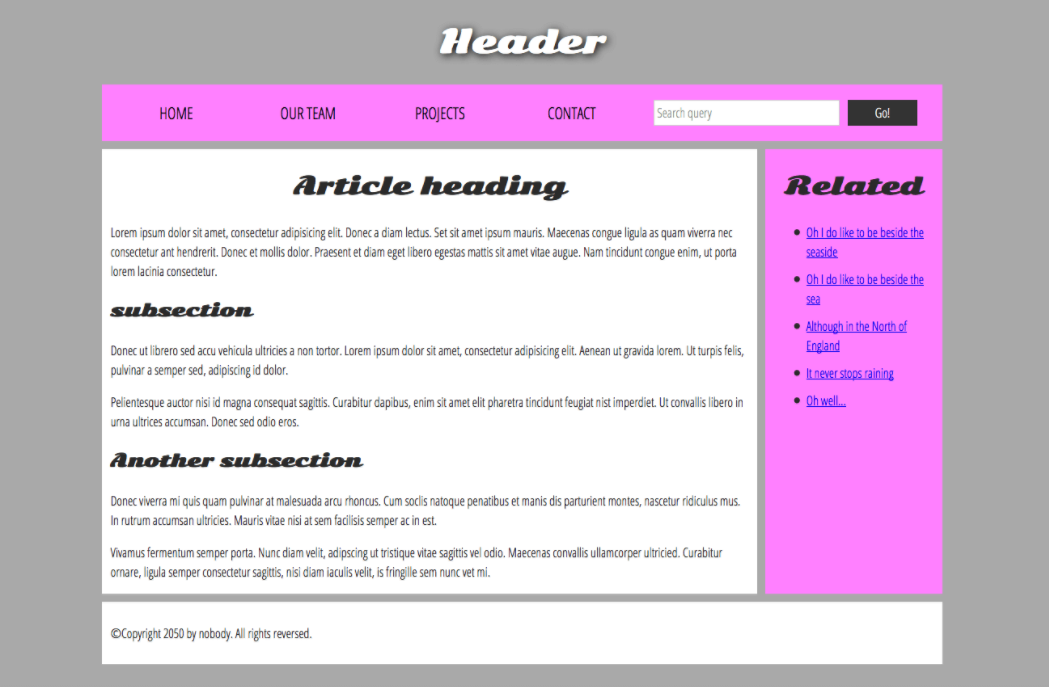 Header
HOME OUR TEAM PROJECTS CONTACT Search query Go!
Article heading
Lorem ipsum dolor sit amet, consectetur adipisicing elit. Donec a diam lectus. Set sit amet ipsum mauris. Maecenas congue ligula as quam viverra nec
consectetur ant hendrerit. Donec et mollis dolor. Praesent et diam eget libero egestas mattis sit amet vitae augue. Nam tincidunt congue enim, ut porta
lorem lacinia consectetur.
subsection
Donec ut librero sed accu vehicula ultricies a non tortor. Lorem ipsum dolor sit amet, consectetur adipisicing elit. Aenean ut gravida lorem. Ut turpis felis,
pulvinar a semper sed, adipiscing id dolor.
Pelientesque auctor nisi id magna consequat sagittis. Curabitur dapibus, enim sit amet elit pharetra tincidunt feugiat nist imperdiet. Ut convallis libero in
urna ultrices accumsan. Donec sed odio eros.
Another subsection
Donec viverra mi quis quam pulvinar at malesuada arcu rhoncus. Cum soclis natoque penatibus et manis dis parturient montes, nascetur ridiculus mus.
In rutrum accumsan ultricies. Mauris vitae nisi at sem facilisis semper ac in est.
Vivamus fermentum semper porta. Nunc diam velit, adipscing ut tristique vitae sagittis vel odio. Maecenas convallis ullamcorper ultricied. Curabitur
ornare, ligula semper consectetur sagittis, nisi diam iaculis velit, is fringille sem nunc vet mi.
Related
Oh I do like to be beside the
seaside
Oh I do like to be beside the
sea
Although in the North of
England
It never stops raining
Oh well...
©Copyright 2050 by nobody. All rights reversed.